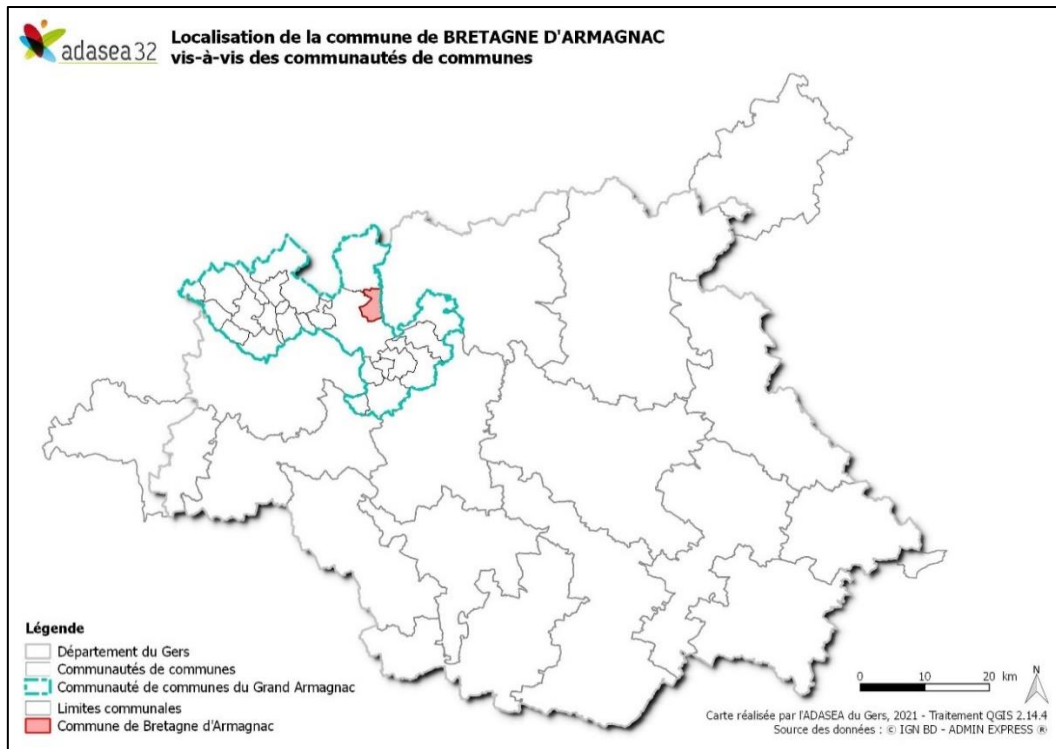 adasea32
Localisation de la commune de BRETAGNE D'ARMAGNAC
vis-à-vis des communautés de communes
Légende
Département du Gers
Communautés de communes
Communauté de communes du Grand Armagnac
Limites communales
Commune de Bretagne d'Armagnac
0 10 20 km
N
Carte réalisée par l'ADASEA du Gers, 2021 - Traitement QGIS 2.14.4
Source des données : © IGN BD - ADMIN EXPRESS ®